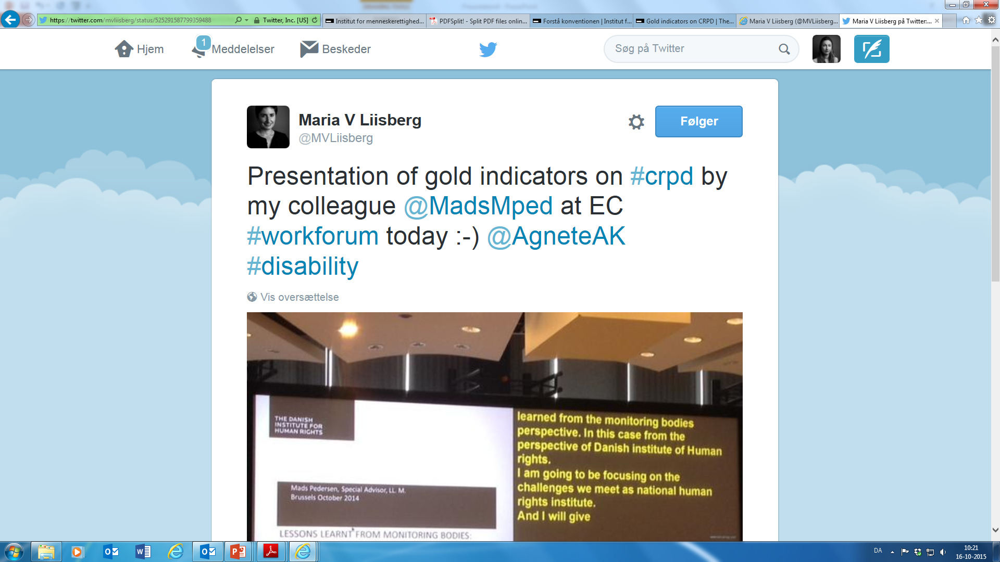 https://twitter.com/mvliisberg/status/525291587799359488
Twitter, Inc. [US]
Institut for menneskerettighed...
PDFSplit! - Split PDF files onlin...
Forstå konventionen | Institut f...
Gold indicators on CRPD | The...
Maria V Liisberg (@MVLiisberg...
Maria V Liisberg på Twitter:...
Hjem
1
Meddelelser
Beskeder
Søg på Twitter
Maria V Liisberg
@MVLiisberg
Følger
Presentation of gold indicators on #crpd by
my colleague @MadsMped at EC
#workforum today :-) @AgneteAK
#disability
Vis oversættelse
THE DANISH
INSTITUTE FOR
HUMAN RIGHTS
Mads Pedersen, Special Advisor, LL. M.
Brussels October 2014
LESSONS LEARNT FROM MONITORING BODIES:
learned from the monitoring bodies
perspective. In this case from the
perspective of Danish institute of Human
rights.
I am going to be focusing on the
challenges we meet as national human
rights institute.
And I will give
DA
10:21
16-10-2015